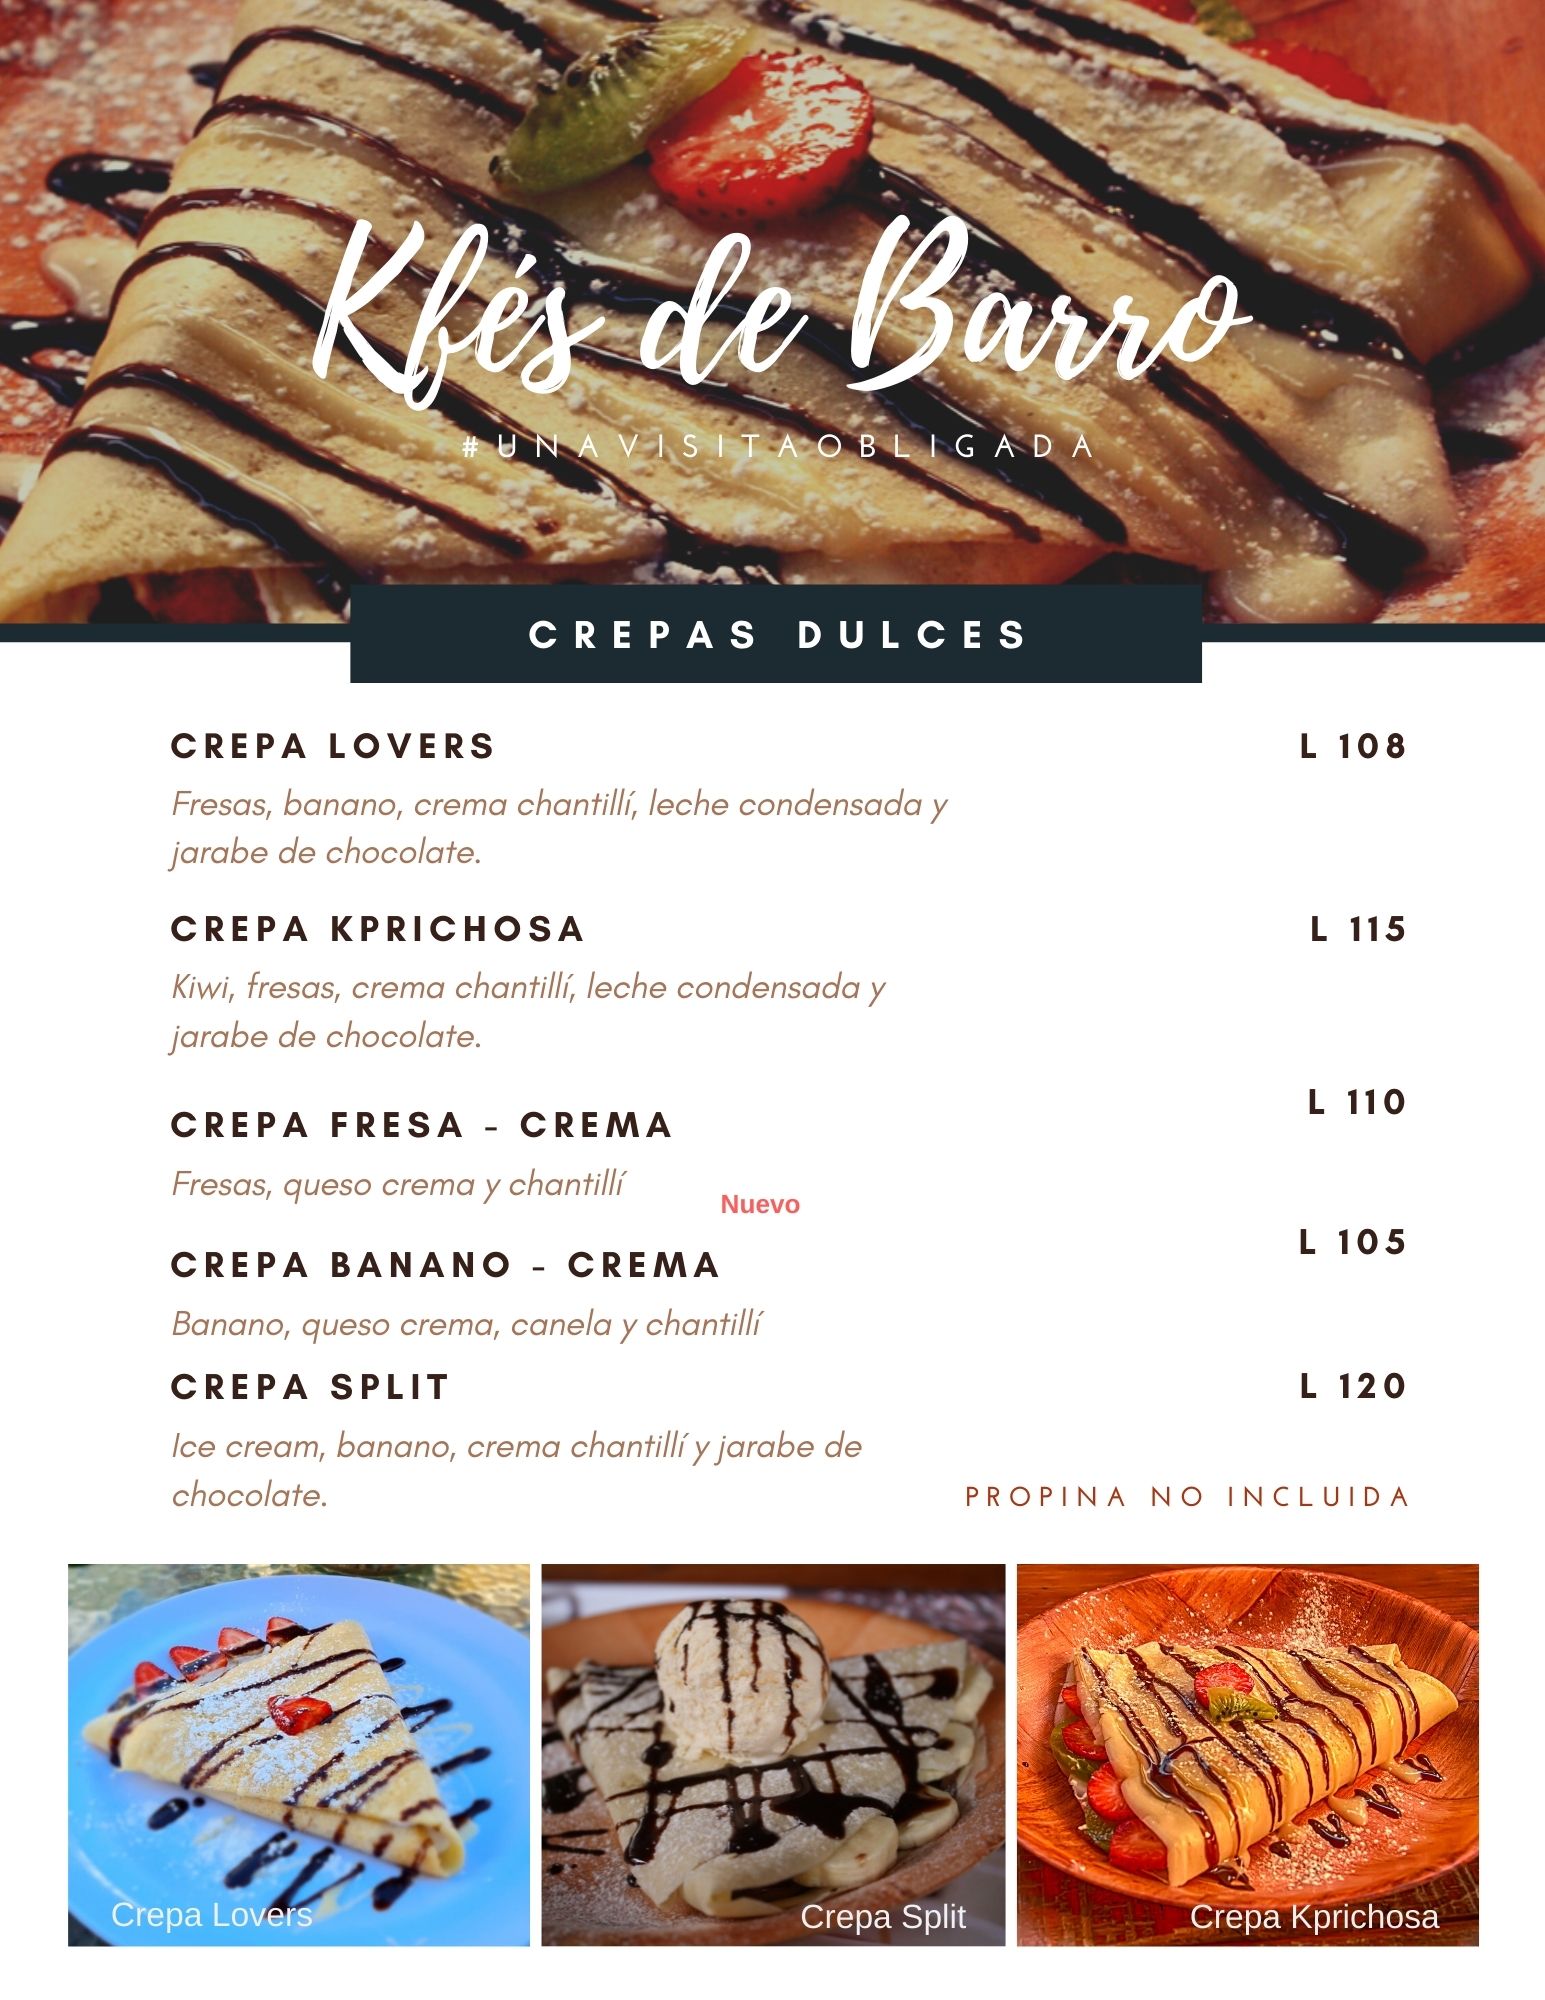 Kfés de Barro
#UNAVISITAOBLIGADA
CREPAS DULCES
CREPA LOVERS L 108
Fresas, banano, crema chantillí, leche condensada y
jarabe de chocolate.
CREPA KPRICHOSA L 115
Kiwi, fresas, crema chantillí, leche condensada y
jarabe de chocolate.
L 110
CREPA FRESA - CREMA
Fresas, queso crema y chantillí
Nuevo
L 105
CREPA BANANO - CREMA
Banano, queso crema, canela y chantillí
CREPA SPLIT L 120
Ice cream, banano, crema chantillí y jarabe de
chocolate.
PROPINA NO INCLUIDA
Crepa Lovers
Crepa Split
Crepa Kprichosa